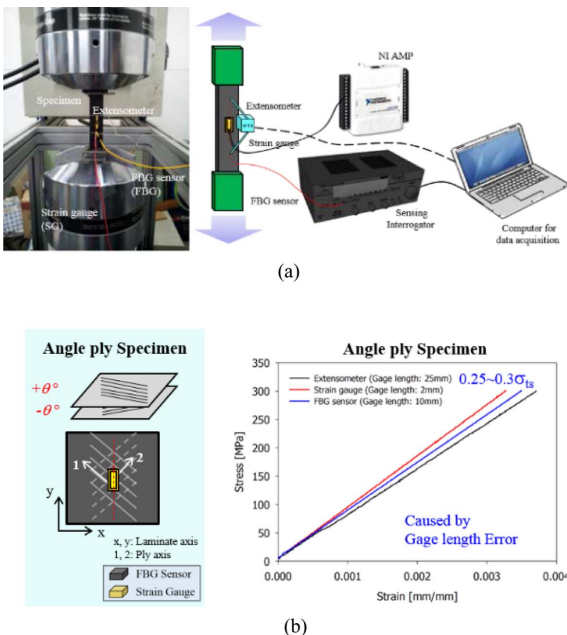 Specimen
Extensometer
FBG sensor
(FBG)
Strain gauge
(SG)
NI AMP
Extensometer
Strain gauge
FBG sensor
Sensing
Interrogator
Computer for
data acquisition
(a)
Angle ply Specimen
+θ°
-θ°
1
2
y
x
x, y: Laminate axis
1, 2: Ply axis
FBG Sensor
Strain Gauge
Angle ply Specimen
Extensometer (Gage length: 25mm)
Strain gauge (Gage length: 2mm)
FBG sensor (Gage length: 10mm)
0.25~0.3σts
Caused by
Gage length Error
Stress [MPa]
350
300
250
200
150
100
50
0
0.000
0.001
0.002
0.003
0.004
Strain [mm/mm]
(b)